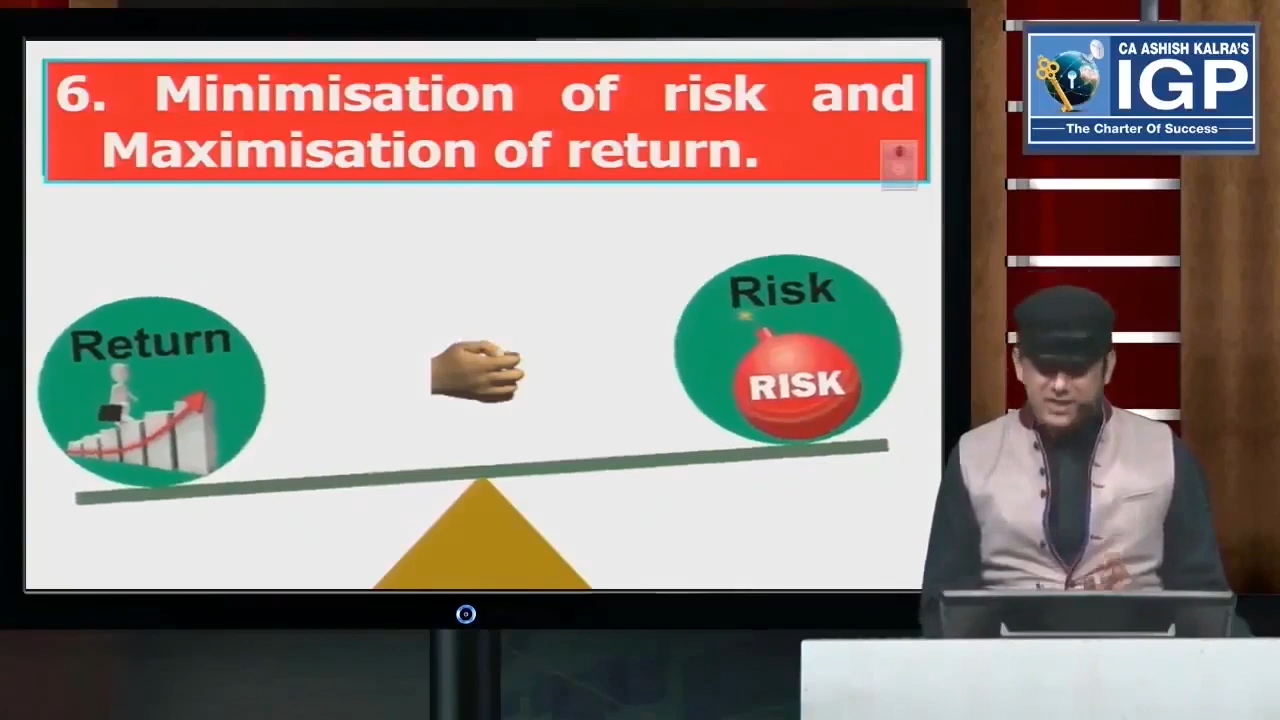 6. Minimisation of risk and
Maximisation of return.
Return
Risk
RISK
CA ASHISH KALRA'S
IGP
The Charter Of Success